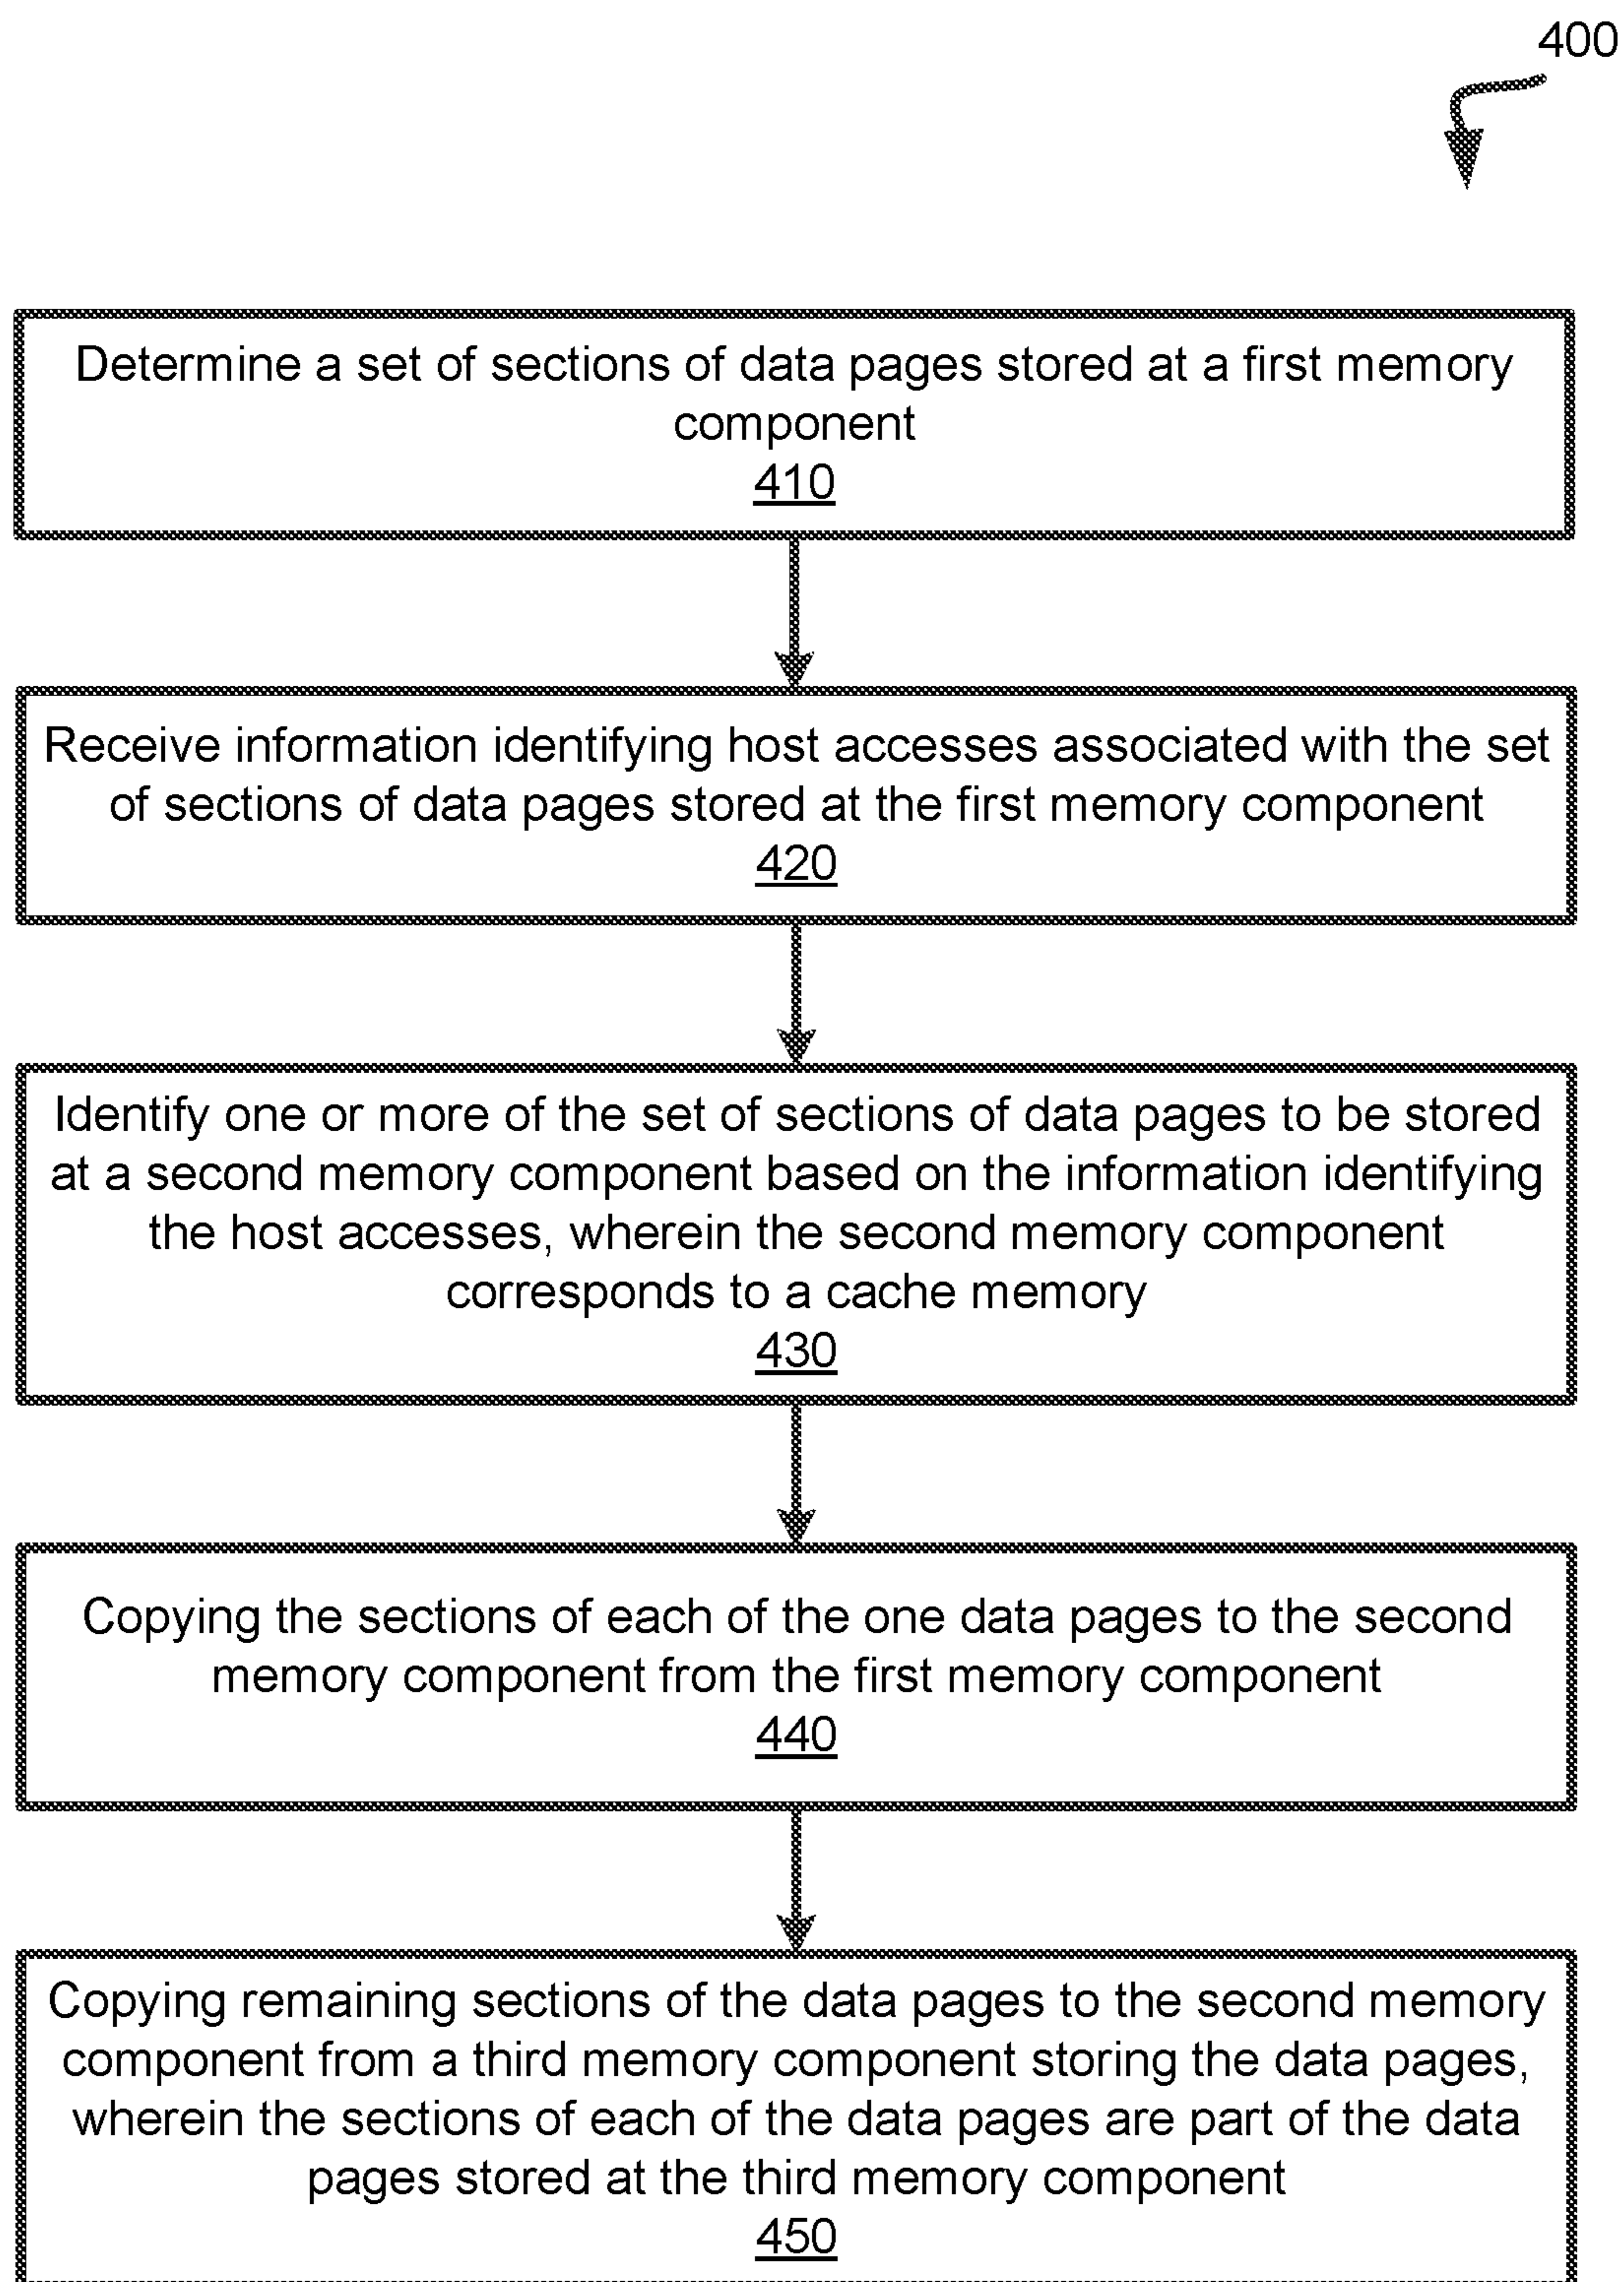 400
Determine a set of sections of data pages stored at a first memory
component
410
Receive information identifying host accesses associated with the set
of sections of data pages stored at the first memory component
420
Identify one or more of the set of sections of data pages to be stored
at a second memory component based on the information identifying
the host accesses, wherein the second memory component
corresponds to a cache memory
430
Copying the sections of each of the one data pages to the second
memory component from the first memory component
440
Copying remaining sections of the data pages to the second memory
component from a third memory component storing the data pages,
wherein the sections of each of the data pages are part of the data
pages stored at the third memory component
450